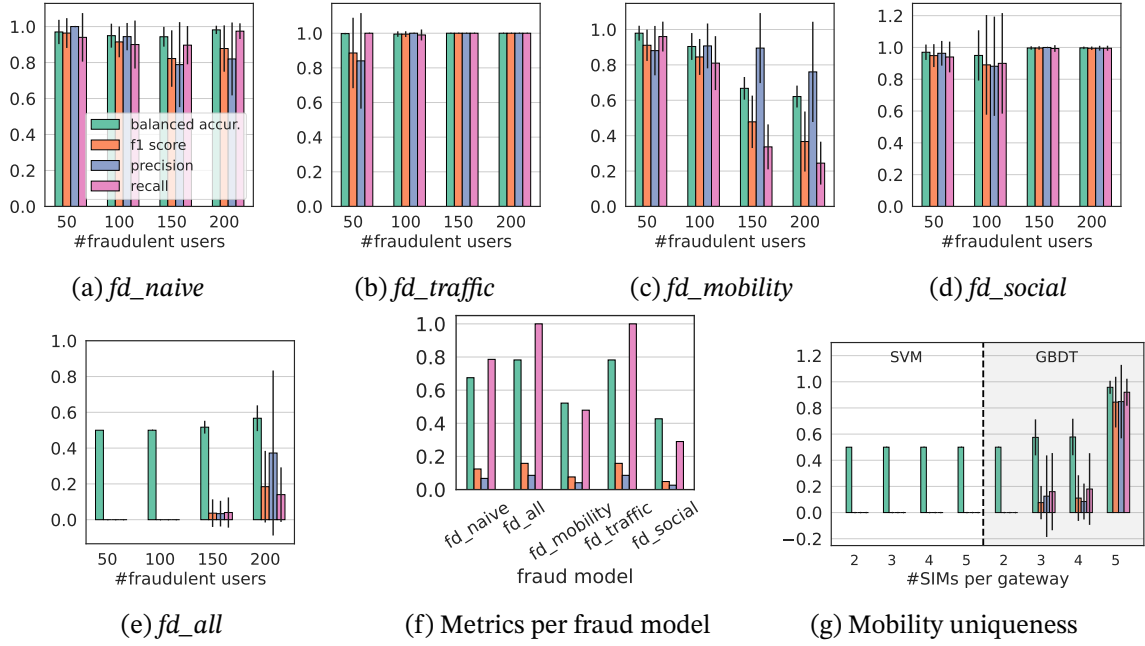 1.0
0.8
0.6
0.4
0.2
0.0
balanced accur.
f1 score
precision
recall
50 100 150 200
#fraudulent users
(a) fd_naive
1.0
0.8
0.6
0.4
0.2
0.0
50 100 150 200
#fraudulent users
(b) fd_traffic
1.0
0.8
0.6
0.4
0.2
0.0
50 100 150 200
#fraudulent users
(c) fd_mobility
1.2
1.0
0.8
0.6
0.4
0.2
0.0
50 100 150 200
#fraudulent users
(d) fd_social
1.0
0.8
0.6
0.4
0.2
0.0
50 100 150 200
#fraudulent users
(e) fd_all
1.0
0.8
0.6
0.4
0.2
0.0
fd_naive fd_all fd_mobility fd_traffic fd_social
fraud model
(f) Metrics per fraud model
SVM GBDT
1.2
1.0
0.8
0.6
0.4
0.2
0.0
−0.2
2 3 4 5 2 3 4 5
#SIMs per gateway
(g) Mobility uniqueness